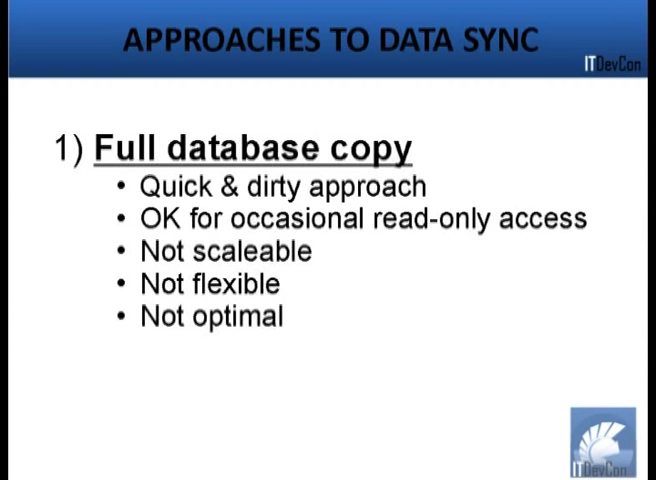 APPROACHES TO DATA SYNC
ITDevCon
1) Full database copy
• Quick & dirty approach
• OK for occasional read-only access
• Not scaleable
• Not flexible
• Not optimal
ITDevCon